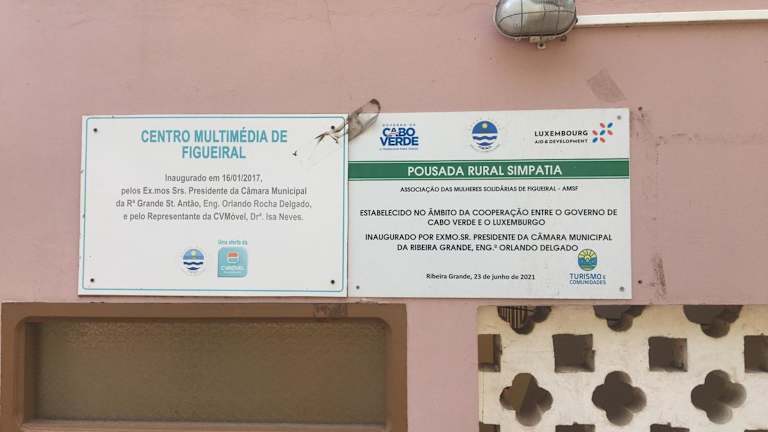 CENTRO MULTIMÉDIA DE
FIGUEIRAL
Inaugurado em 16/01/2017,
pelos Ex.mos Srs. Presidente da Câmara Municipal
da Rª Grande St. Antão, Eng. Orlando Rocha Delgado,
e pelo Representante da CVMóvel, Drª. Isa Neves.
Uma oferta da
CVMÓVEL
GOVERNO DE
CABO
VERDE
LUXEMBOURG
AID & DEVELOPMENT
POUSADA RURAL SIMPATIA
ASSOCIAÇÃO DAS MULHERES SOLIDÁRIAS DE FIGUEIRAL - AMSF
ESTABELECIDO NO ÂMBITO DA COOPERAÇÃO ENTRE O GOVERNO DE
CABO VERDE E O LUXEMBURGO
INAUGURADO POR EXMO.SR. PRESIDENTE DA CÂMARA MUNICIPAL
DA RIBEIRA GRANDE, ENG.º ORLANDO DELGADO
Ribeira Grande, 23 de junho de 2021
TURISMO E
COMUNIDADES